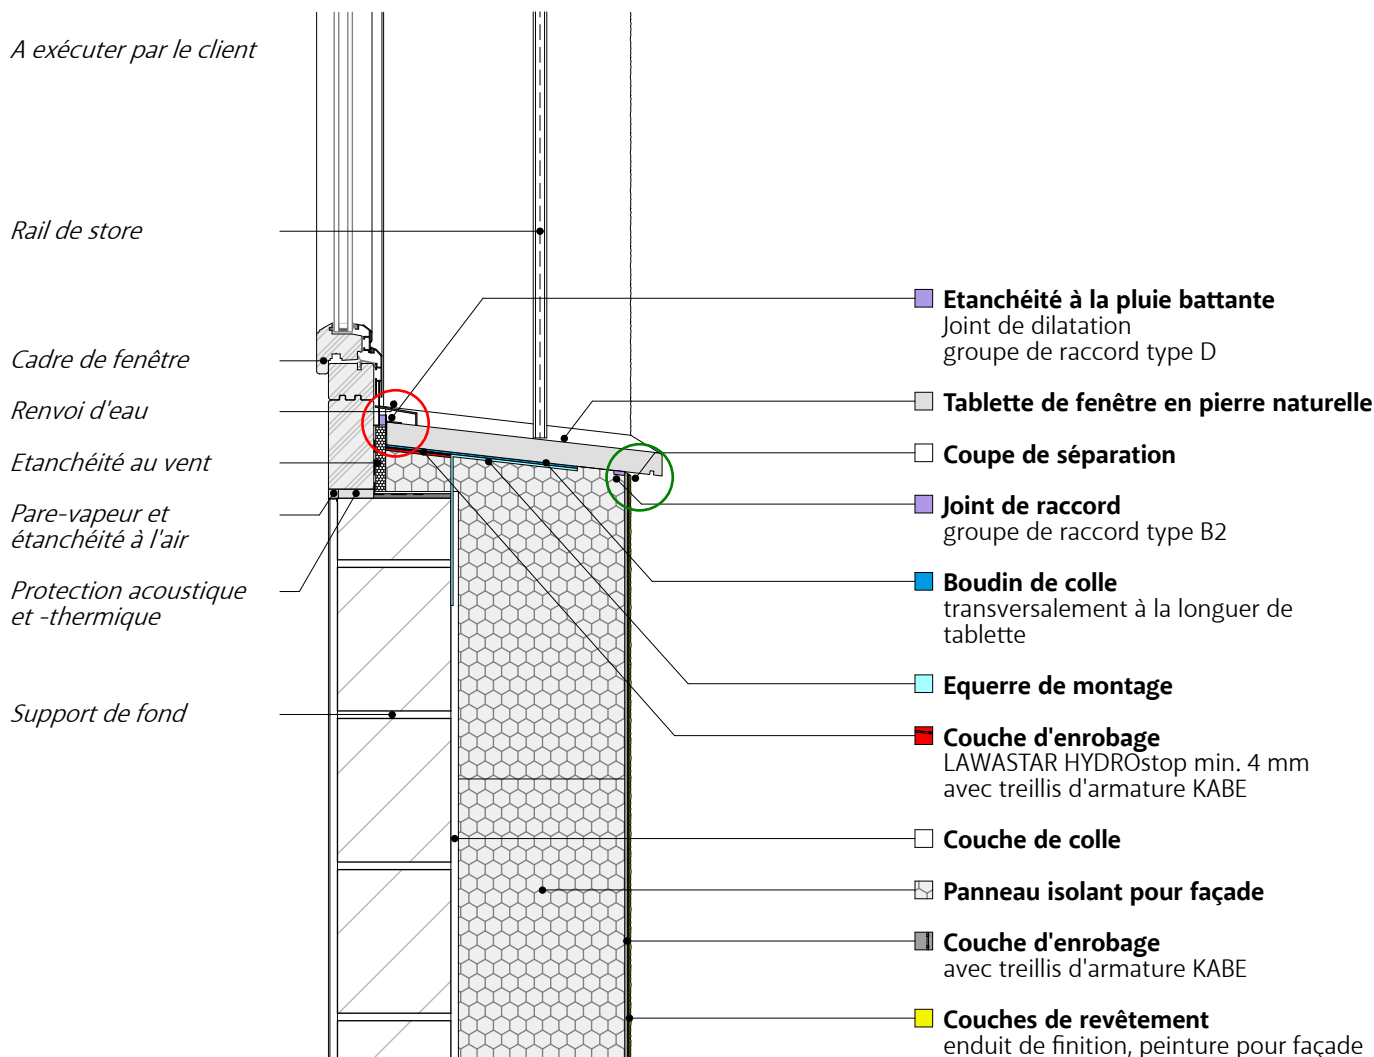 A exécuter par le client
Rail de store
Cadre de fenêtre
Renvoi d'eau
Etanchéité au vent
Pare-vapeur et
étanchéité à l'air
Protection acoustique
et -thermique
Support de fond
Etanchéité à la pluie battante
Joint de dilatation
groupe de raccord type D
Tablette de fenêtre en pierre naturelle
Coupe de séparation
Joint de raccord
groupe de raccord type B2
Boudin de colle
transversalement à la longuer de
tablette
Equerre de montage
Couche d'enrobage
LAWASTAR HYDROstop min. 4 mm
avec treillis d'armature KABE
Couche de colle
Panneau isolant pour façade
Couche d'enrobage
avec treillis d'armature KABE
Couches de revêtement
enduit de finition, peinture pour façade